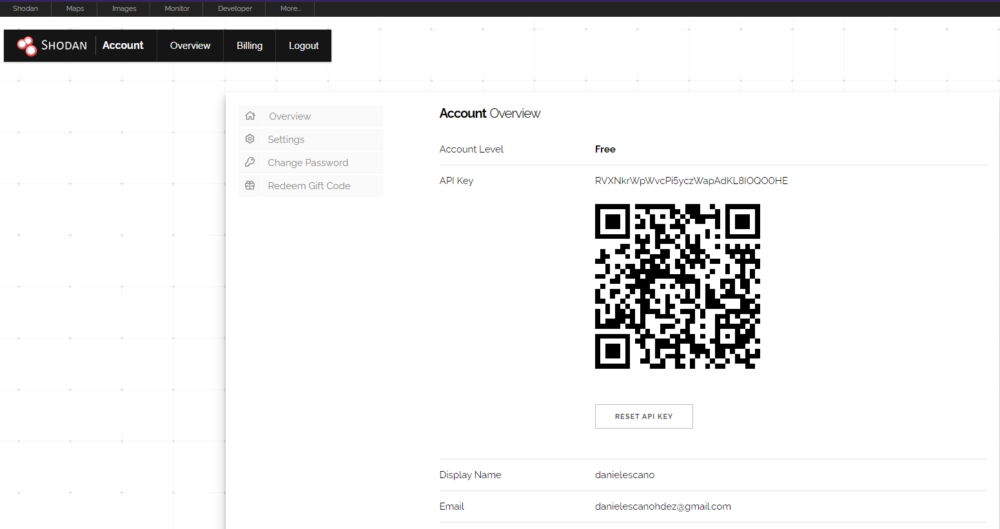 Shodan Maps Images Monitor Developer More...
SHODAN Account Overview Billing Logout
Overview
Settings
Change Password
Redeem Gift Code
Account Overview
Account Level Free
API Key RVXNkrWpWvcPi5yczWapAdKL8IOQO0HE
RESET API KEY
Display Name danielescano
Email danielescanohdez@gmail.com